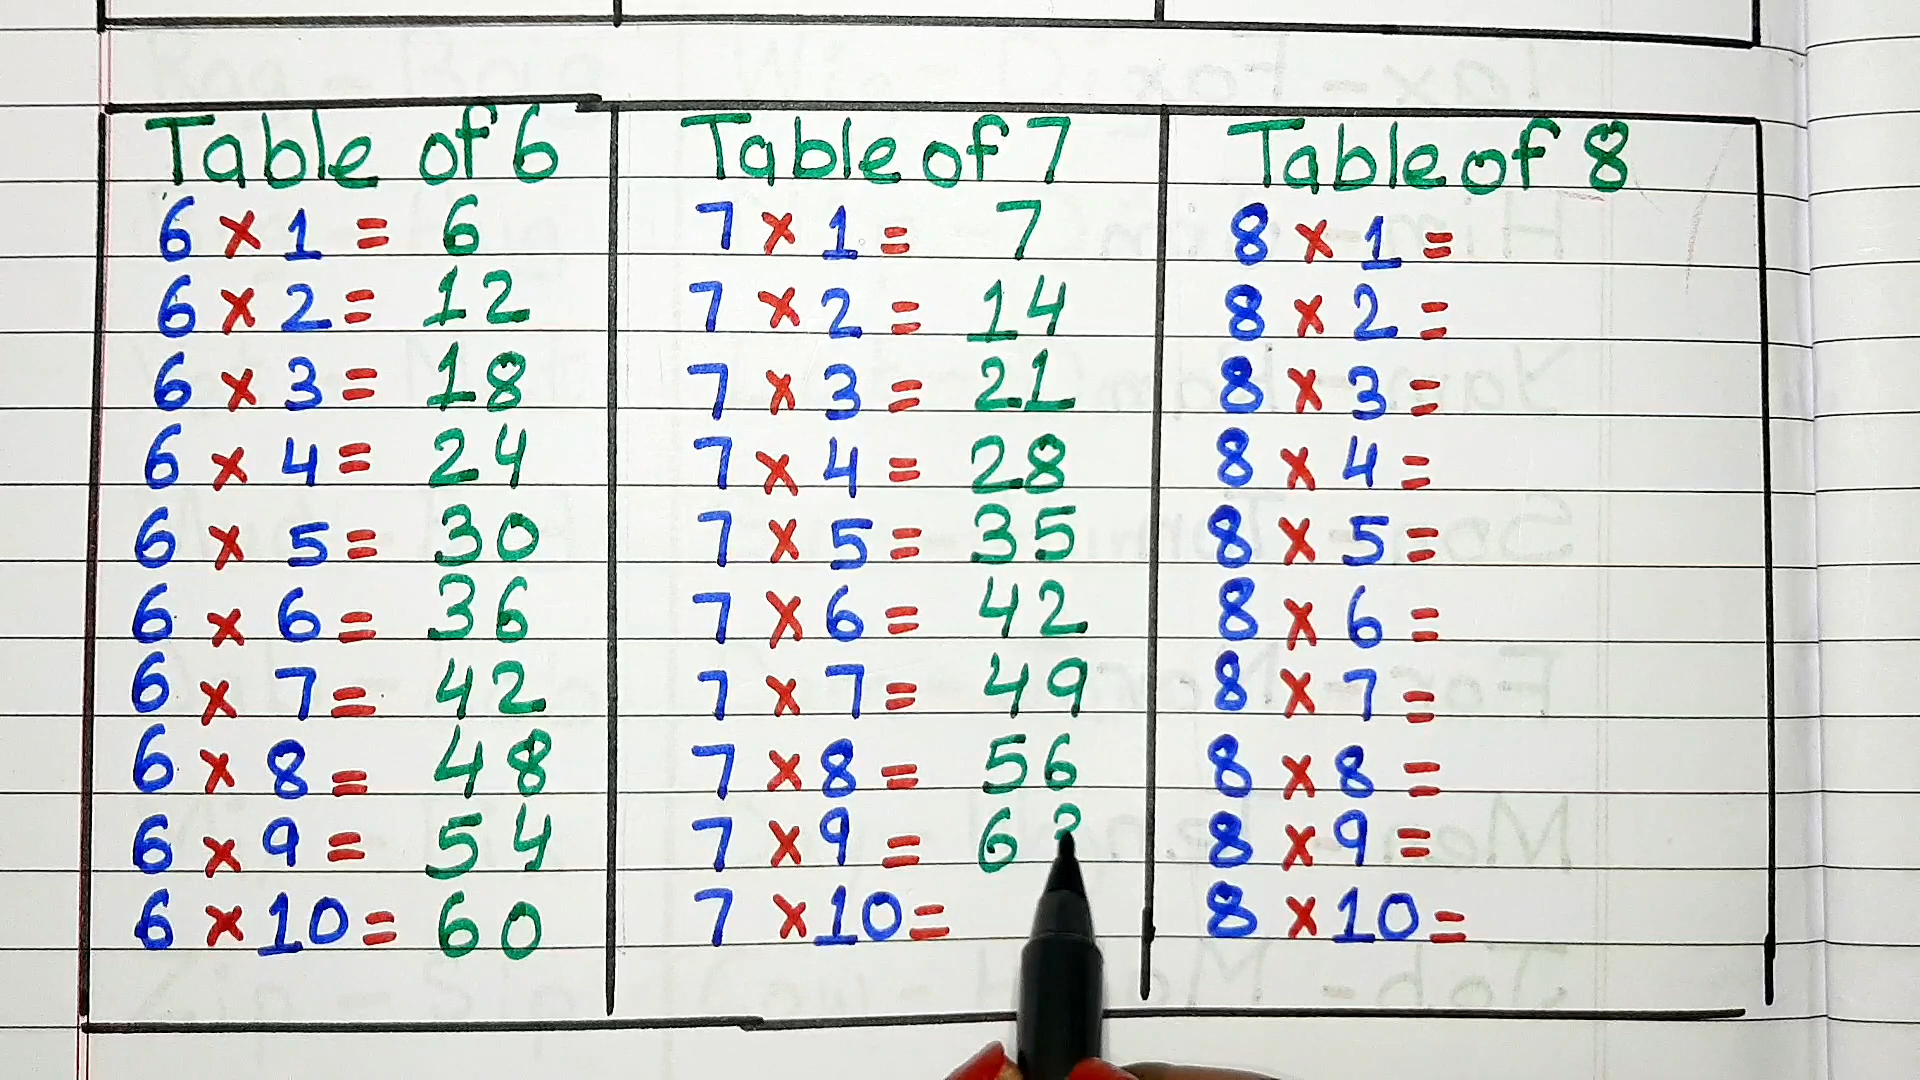 Table of 6
6 × 1 = 6
6 × 2 = 12
6 × 3 = 18
6 × 4 = 24
6 × 5 = 30
6 × 6 = 36
6 × 7 = 42
6 × 8 = 48
6 × 9 = 54
6 × 10 = 60
Table of 7
7 × 1 = 7
7 × 2 = 14
7 × 3 = 21
7 × 4 = 28
7 × 5 = 35
7 × 6 = 42
7 × 7 = 49
7 × 8 = 56
7 × 9 = 6
7 × 10 =
Table of 8
8 × 1 =
8 × 2 =
8 × 3 =
8 × 4 =
8 × 5 =
8 × 6 =
8 × 7 =
8 × 8 =
8 × 9 =
8 × 10 =